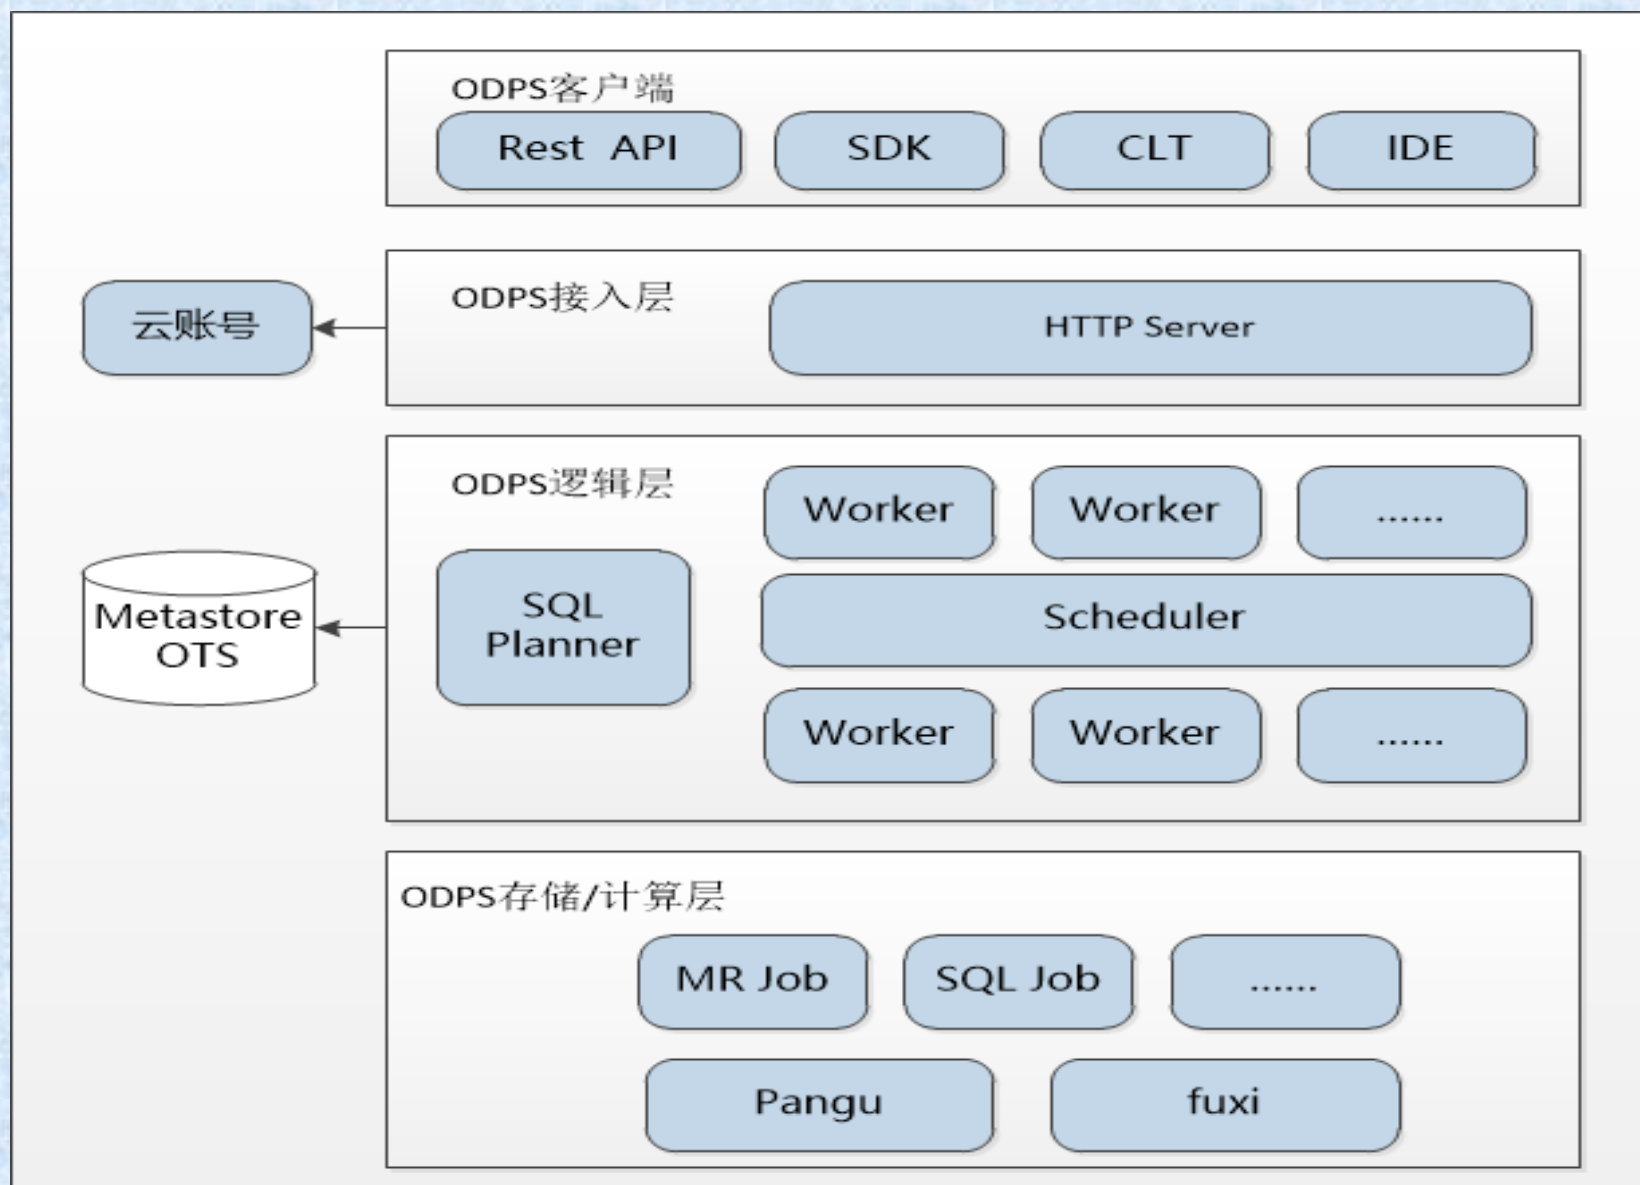 ODPS客户端
Rest API
SDK
CLT
IDE
云账号
ODPS接入层
HTTP Server
ODPS逻辑层
Worker
Worker
......
Metastore
OTS
SQL
Planner
Scheduler
Worker
Worker
......
ODPS存储/计算层
MR Job
SQL Job
......
Pangu
fuxi